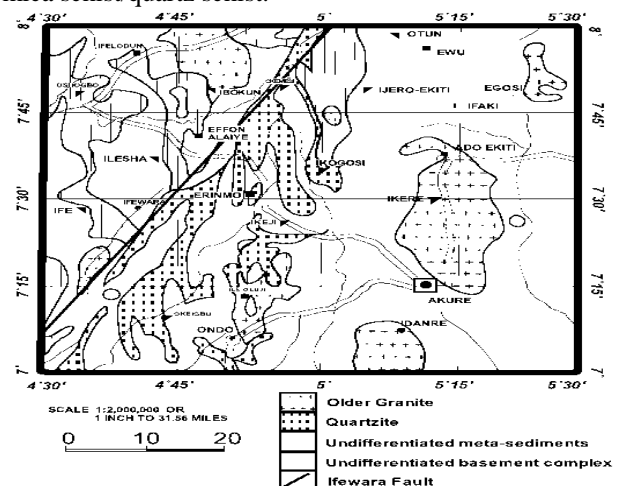 mica schist/quartz schist.
4°30' 4°45' 5° 5°15' 5°30'
8° 8°
IFELODUN OTUN
EWU
OSHOGBO IBOKUN IJERO-EKITI EGOSI
IFAKI
7°45 7°45
EFFON
ALAIYE
ILESHA ADO EKITI
KOGOSI
7°30 IFEWARA ERINMO IKERE 7°30
IFE IKEJI
7°15 7°15
AKURE
OKEIGBU
ONDO IDANRE
7° 7°
4°30' 4°45' 5° 5°15' 5°30'
SCALE 1:2,000,000 OR
1 INCH TO 31.56 MILES
0 10 20
Older Granite
Quartzite
Undifferentiated meta-sediments
Undifferentiated basement complex
Ifewara Fault